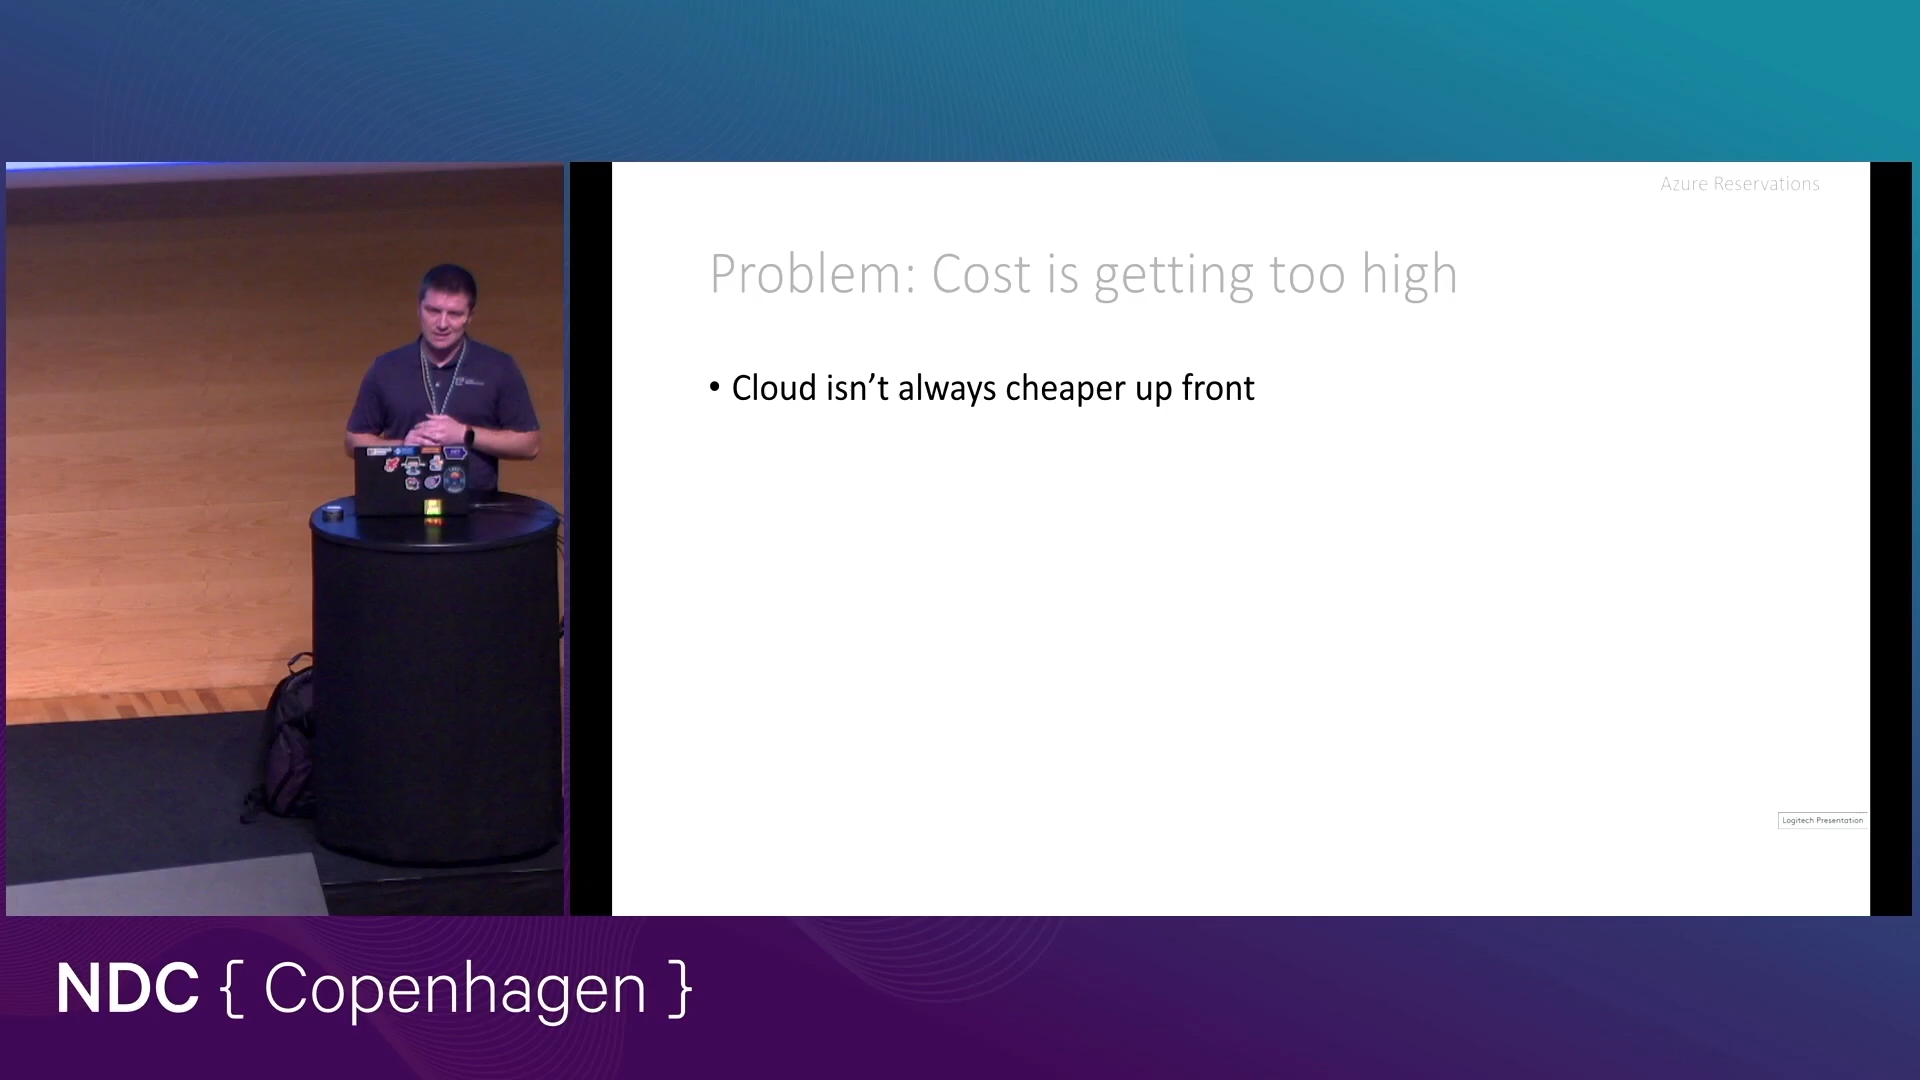 Azure Reservations
Problem: Cost is getting too high
• Cloud isn’t always cheaper up front
Logitech Presentation
NDC { Copenhagen }